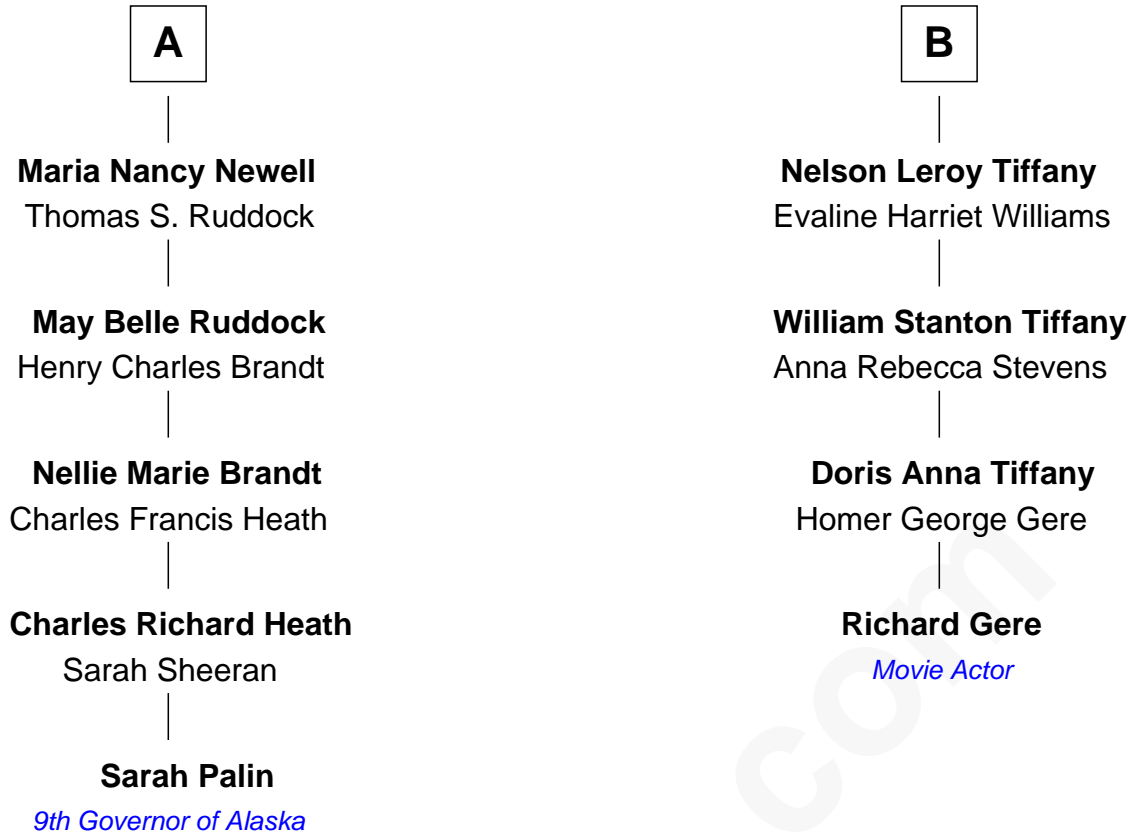 A
Maria Nancy Newell
Thomas S. Ruddock
May Belle Ruddock
Henry Charles Brandt
Nellie Marie Brandt
Charles Francis Heath
Charles Richard Heath
Sarah Sheeran
Sarah Palin
9th Governor of Alaska
B
Nelson Leroy Tiffany
Evaline Harriet Williams
William Stanton Tiffany
Anna Rebecca Stevens
Doris Anna Tiffany
Homer George Gere
Richard Gere
Movie Actor
com